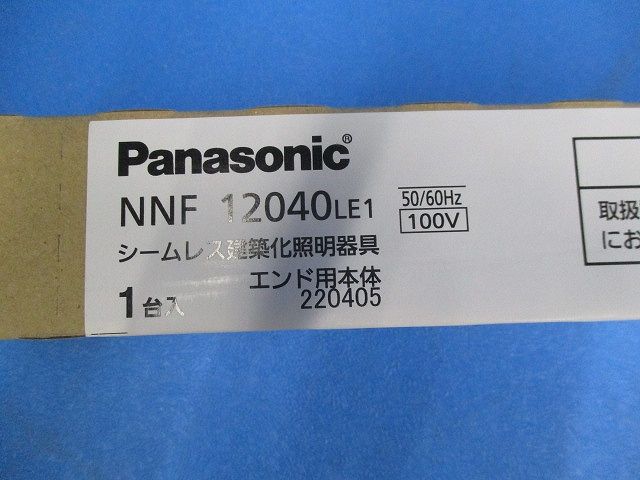 Panasonic®
NNF 12040LE1
50/60Hz
100V
シームレス建築化照明器具
エンド用本体
1台入
220405
取扱
にお